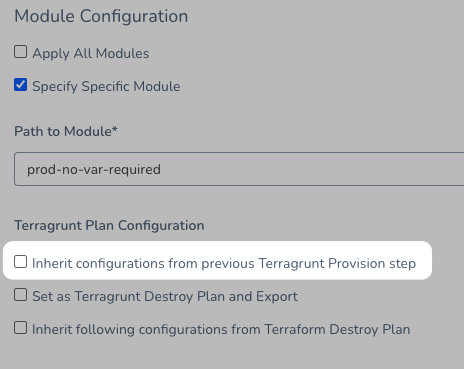 Module Configuration
Apply All Modules
Specify Specific Module
Path to Module*
prod-no-var-required
Terragrunt Plan Configuration
Inherit configurations from previous Terragrunt Provision step
Set as Terragrunt Destroy Plan and Export
Inherit following configurations from Terraform Destroy Plan